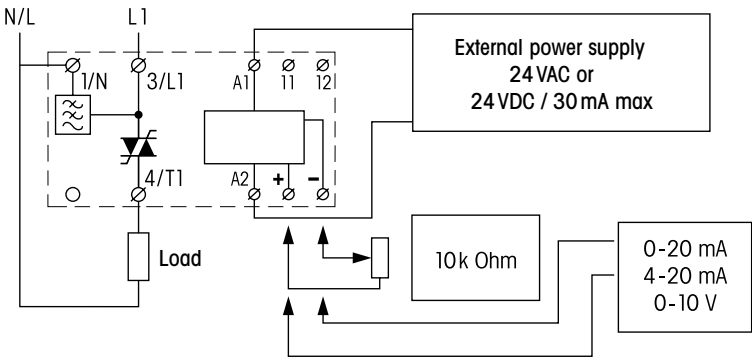 N/L L1
1/N 3/L1 A1 11 12
External power supply
24 VAC or
24 VDC / 30 mA max
4/T1 A2 + −
Load
10k Ohm
0-20 mA
4-20 mA
0-10 V